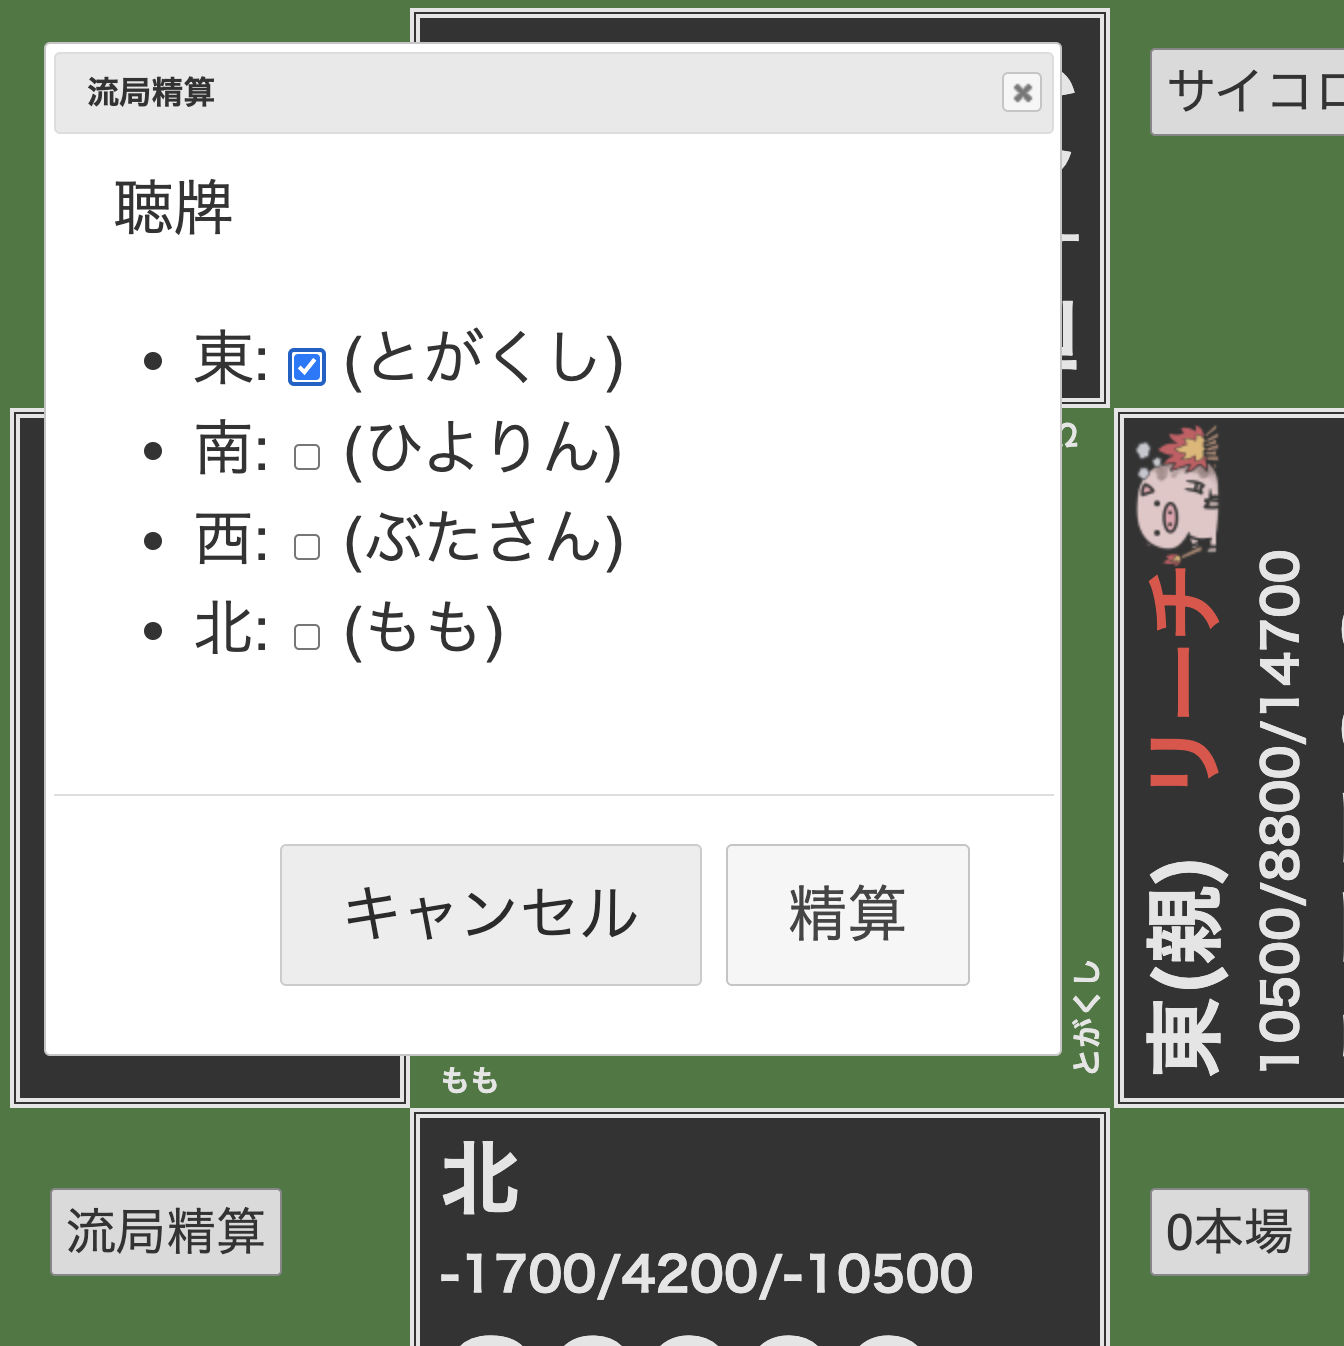 流局精算
サイコロ
聴牌
東: (とがくし)
南: (ひよりん)
西: (ぶたさん)
北: (もも)
キャンセル
精算
東(親) リーチ
10500/8800/14700
とがくし
もも
北
-1700/4200/-10500
流局精算
0本場